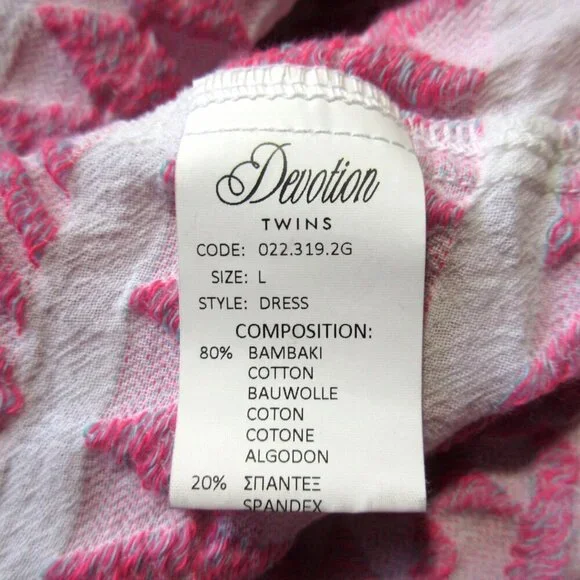 Devotion
TWINS
CODE: 022.319.2G
SIZE: L
STYLE: DRESS
COMPOSITION:
80% BAMBAKI
COTTON
BAUWOLLE
COTON
COTONE
ALGODON
20% ΣΠΑΝΤΕΞ
SPANDEX